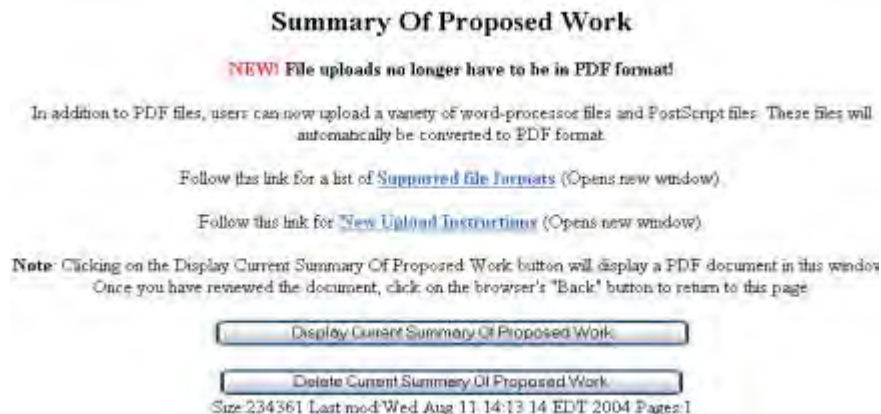 Summary Of Proposed Work
NEW! File uploads no longer have to be in PDF format!
In addition to PDF files, users can now upload a variety of word-processor files and PostScript files. These files will
automatically be converted to PDF format.
Follow this link for a list of Supported file formats (Opens new window)
Follow this link for New Upload Instructions (Opens new window)
Note: Clicking on the Display Current Summary Of Proposed Work button will display a PDF document in this window
Once you have reviewed the document, click on the browser's "Back" button to return to this page
Display Current Summary Of Proposed Work
Delete Current Summary Of Proposed Work
Size:234361 Last mod:Wed Aug 11 14:13:14 EDT 2004 Pages:1